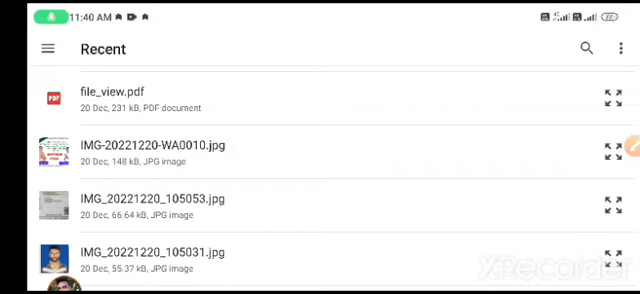 11:40 AM
Recent
PDF
file_view.pdf
20 Dec, 231 kB, PDF document
IMG-20221220-WA0010.jpg
20 Dec, 148 kB, JPG image
IMG_20221220_105053.jpg
20 Dec, 66.64 kB, JPG image
IMG_20221220_105031.jpg
20 Dec, 55.37 kB, JPG image
XRecorder